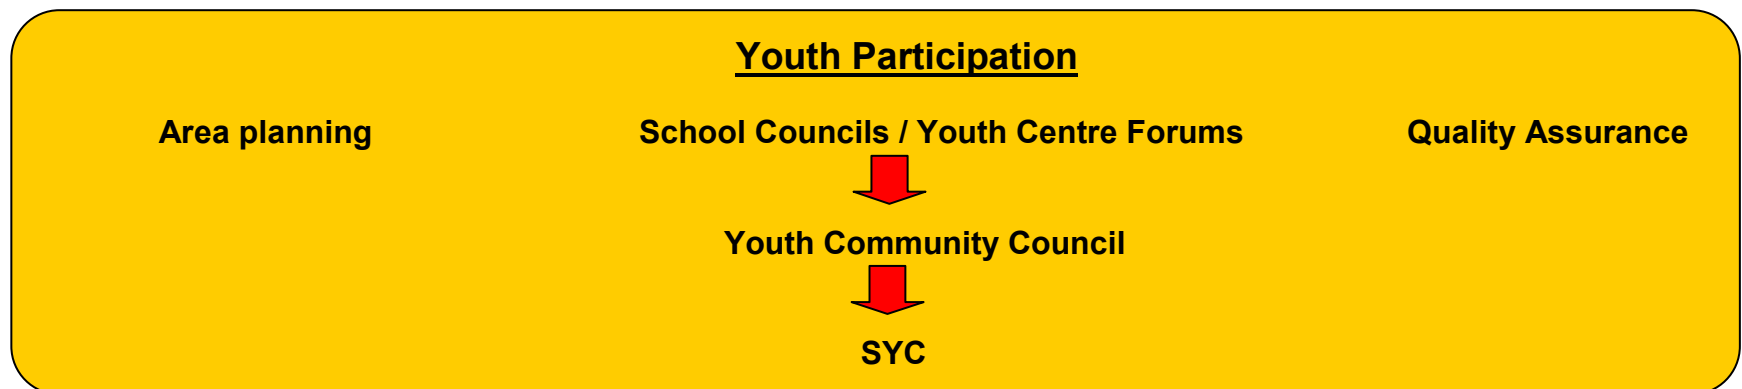 Youth Participation
Area planning School Councils / Youth Centre Forums Quality Assurance
Youth Community Council
SYC